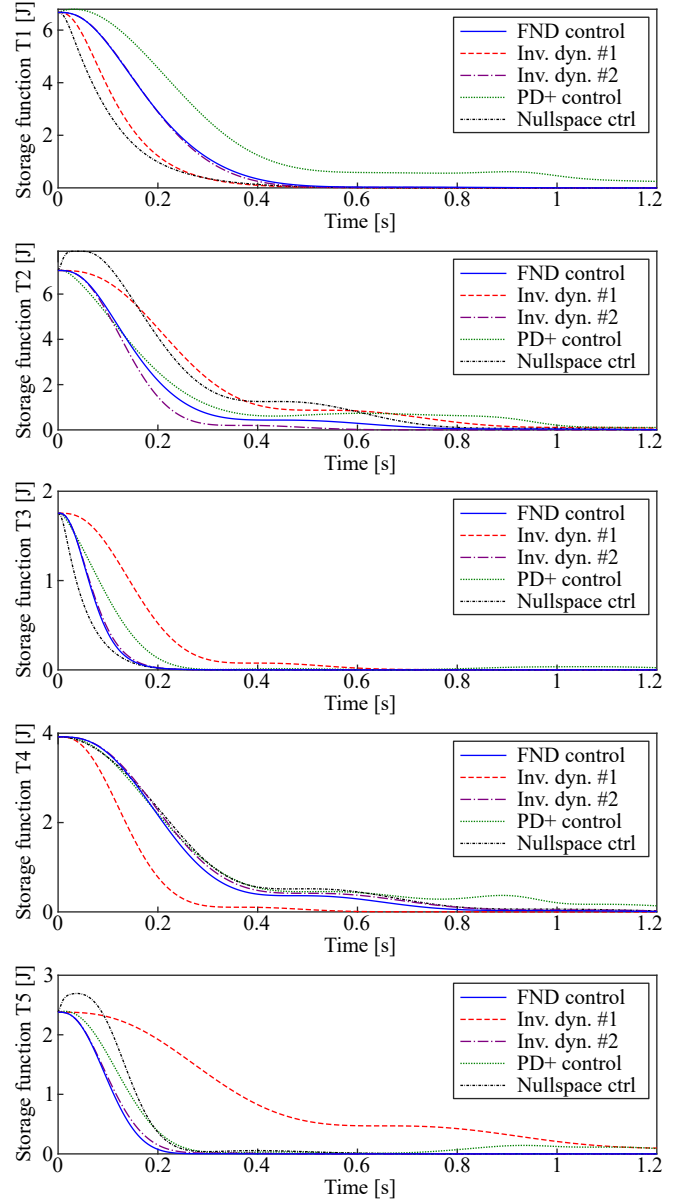 Storage function T1 [J]
6
4
2
0
FND control
Inv. dyn. #1
Inv. dyn. #2
PD+ control
Nullspace ctrl
0 0.2 0.4 0.6 0.8 1 1.2
Time [s]
Storage function T2 [J]
6
4
2
0
FND control
Inv. dyn. #1
Inv. dyn. #2
PD+ control
Nullspace ctrl
0 0.2 0.4 0.6 0.8 1 1.2
Time [s]
Storage function T3 [J]
2
1
0
FND control
Inv. dyn. #1
Inv. dyn. #2
PD+ control
Nullspace ctrl
0 0.2 0.4 0.6 0.8 1 1.2
Time [s]
Storage function T4 [J]
4
2
0
FND control
Inv. dyn. #1
Inv. dyn. #2
PD+ control
Nullspace ctrl
0 0.2 0.4 0.6 0.8 1 1.2
Time [s]
Storage function T5 [J]
3
2
1
0
FND control
Inv. dyn. #1
Inv. dyn. #2
PD+ control
Nullspace ctrl
0 0.2 0.4 0.6 0.8 1 1.2
Time [s]